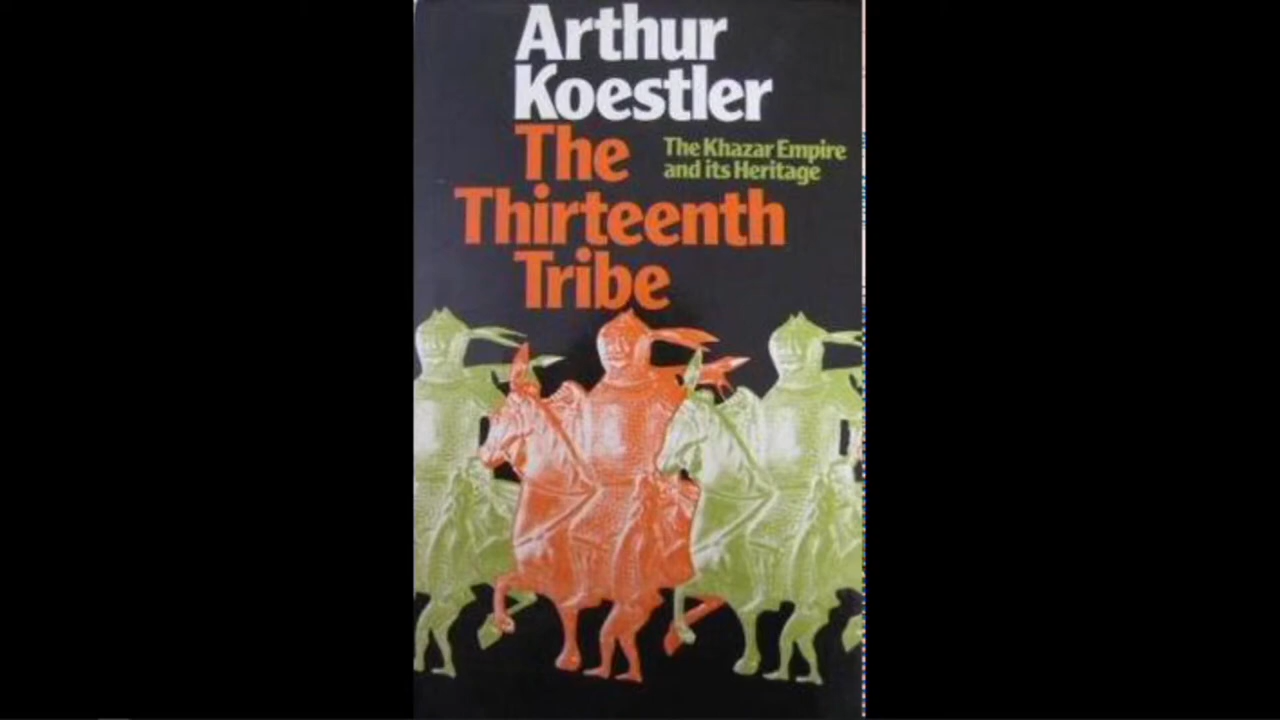 Arthur
Koestler
The
The Khazar Empire
and its Heritage
Thirteenth
Tribe